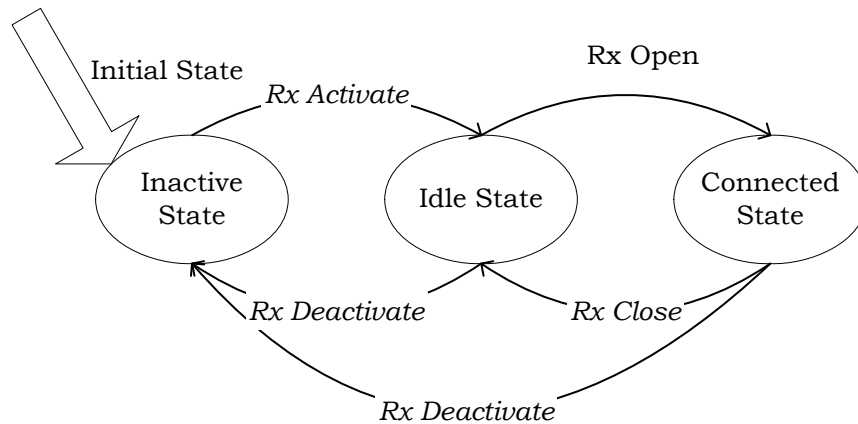 Rx Open
Initial State
Rx Activate
Inactive
State
Idle State
Connected
State
Rx Deactivate
Rx Close
Rx Deactivate